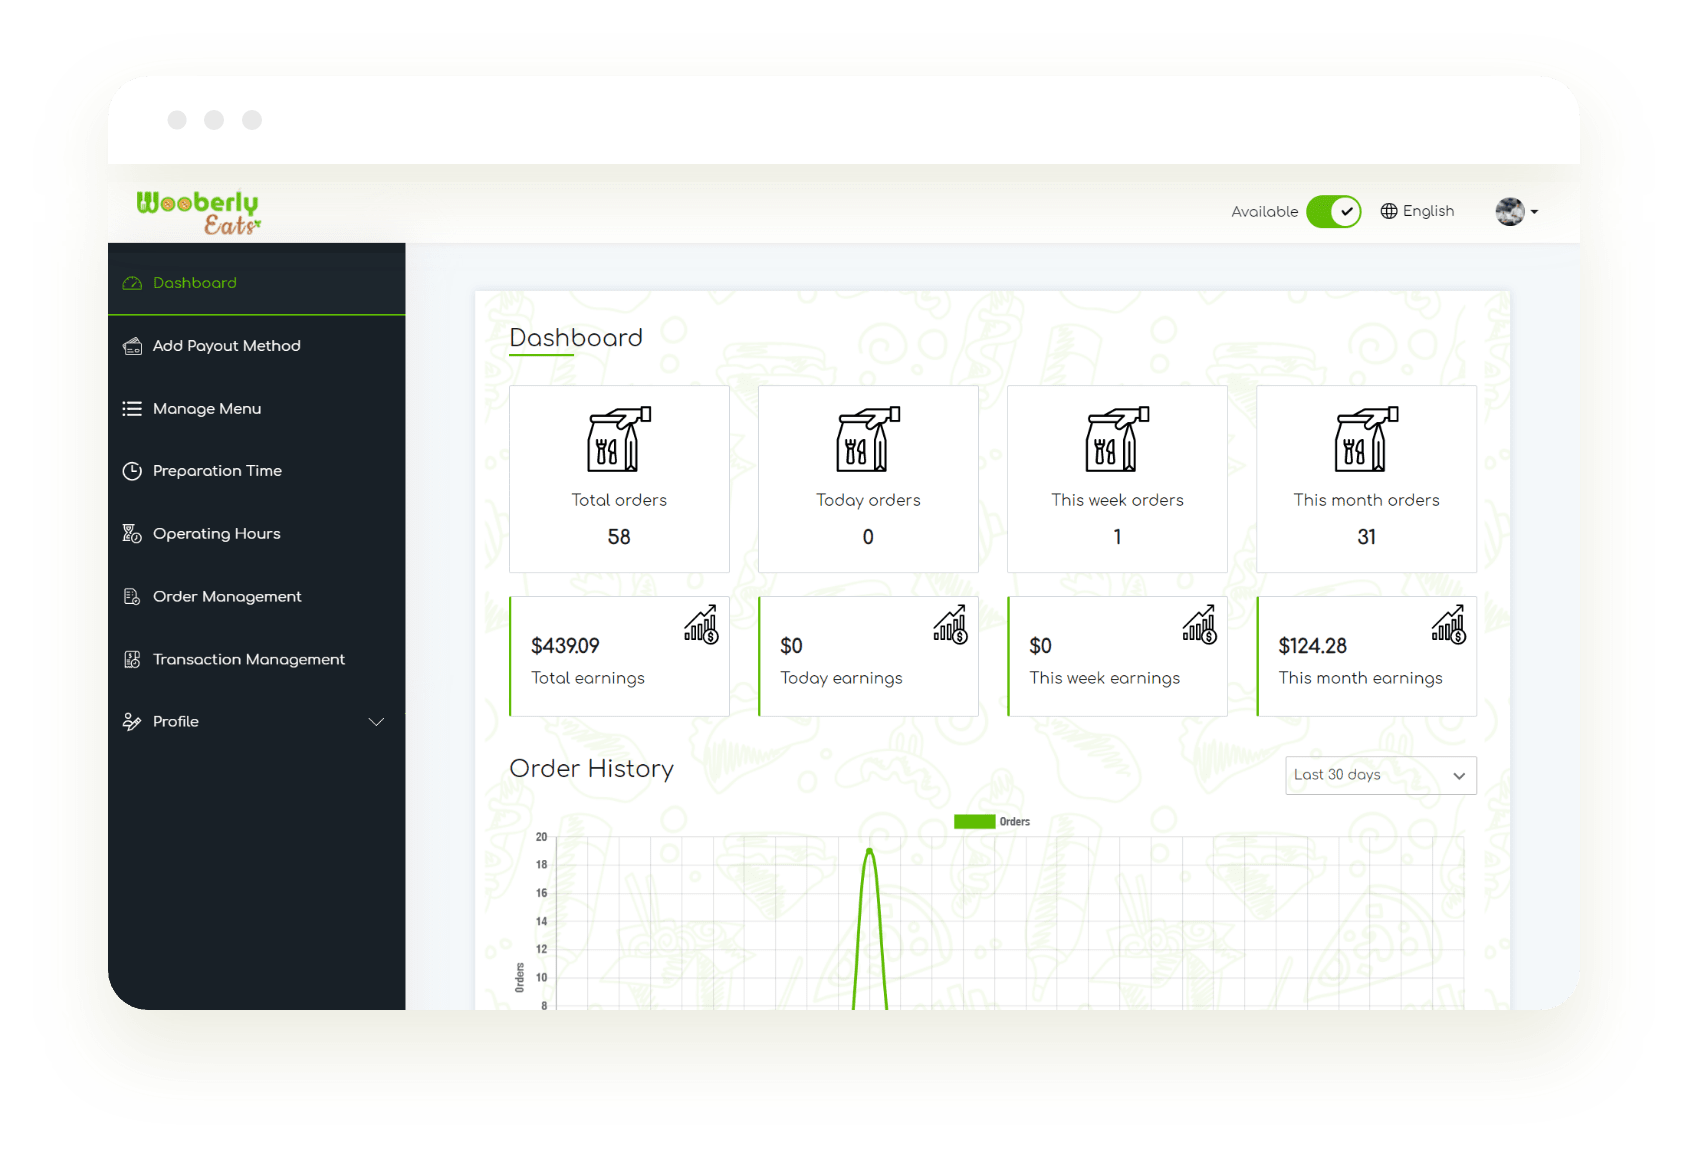 Wooberly
Eats
Available
English
Dashboard
Add Payout Method
Manage Menu
Preparation Time
Operating Hours
Order Management
Transaction Management
Profile
Dashboard
Total orders
58
Today orders
0
This week orders
1
This month orders
31
$439.09
Total earnings
$0
Today earnings
$0
This week earnings
$124.28
This month earnings
Order History
Last 30 days
Orders
20
18
16
14
12
10
8
Orders